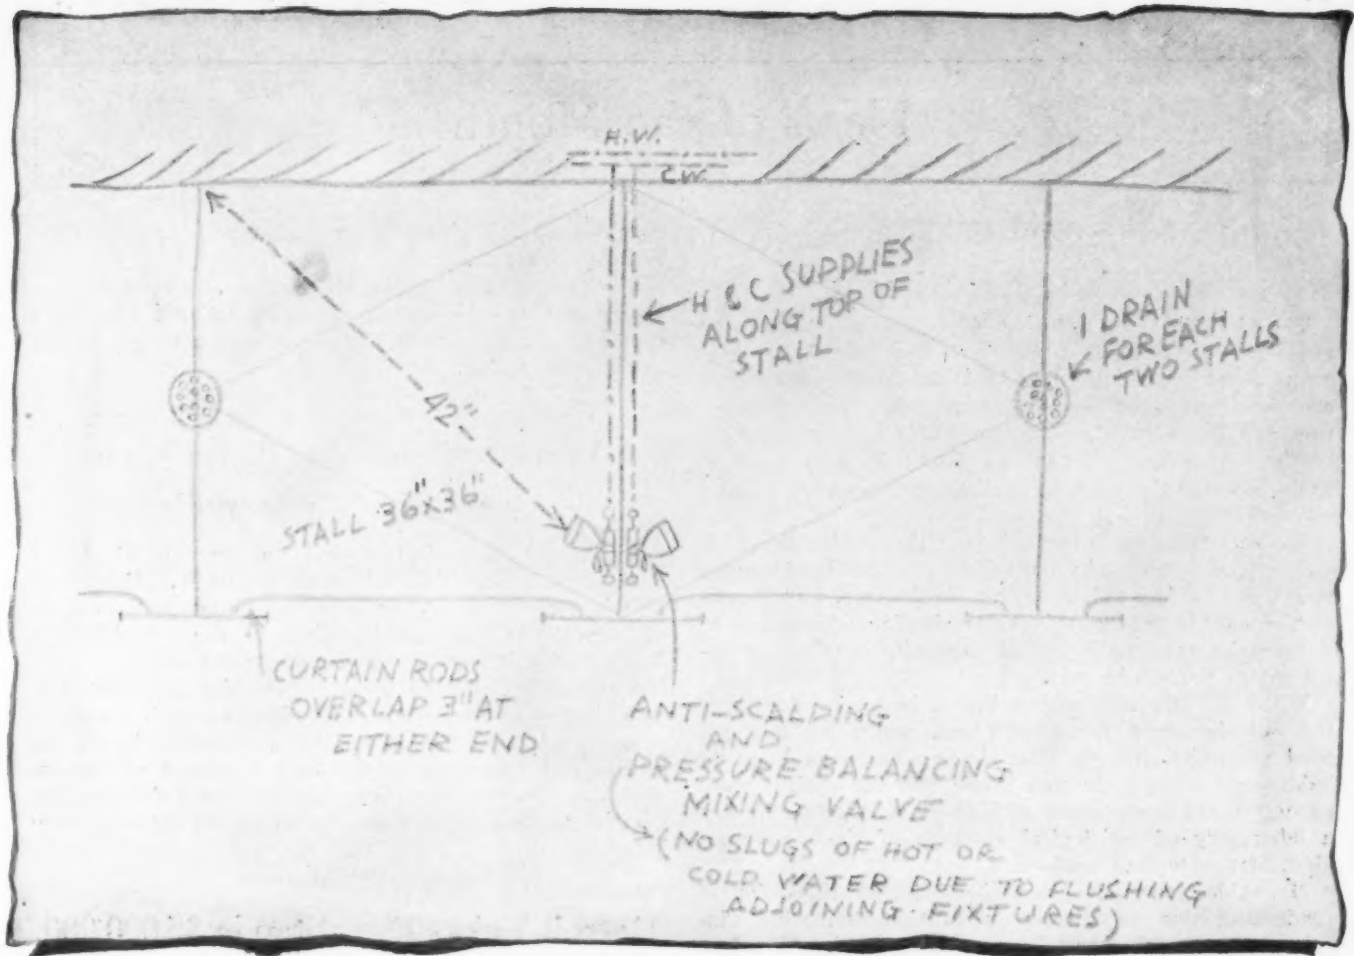 H.W.
C.W.
H & C SUPPLIES
ALONG TOP OF
STALL
1 DRAIN
FOR EACH
TWO STALLS
42"
STALL 36"x36"
CURTAIN RODS
OVERLAP 3" AT
EITHER END
ANTI-SCALDING
AND
PRESSURE BALANCING
MIXING VALVE
(NO SLUGS OF HOT OR
COLD WATER DUE TO FLUSHING
ADJOINING FIXTURES)